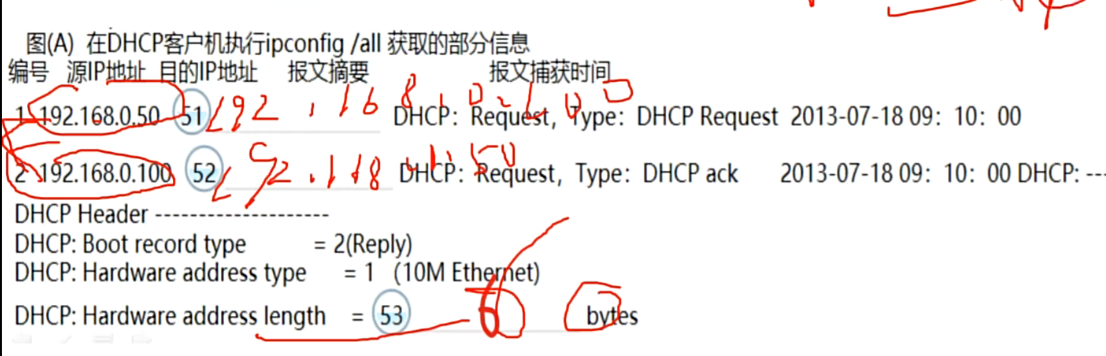 图(A) 在DHCP客户机执行ipconfig /all 获取的部分信息
编号 源IP地址 目的IP地址 报文摘要 报文捕获时间
1 192.168.0.50 51 192.168.0.100 DHCP：Request，Type：DHCP Request 2013-07-18 09：10：00
2 192.168.0.100 52 DHCP：Request，Type：DHCP ack 2013-07-18 09：10：00 DHCP: ---
DHCP Header --------------------
DHCP: Boot record type = 2(Reply)
DHCP: Hardware address type = 1 (10M Ethernet)
DHCP: Hardware address length = 53 6 bytes